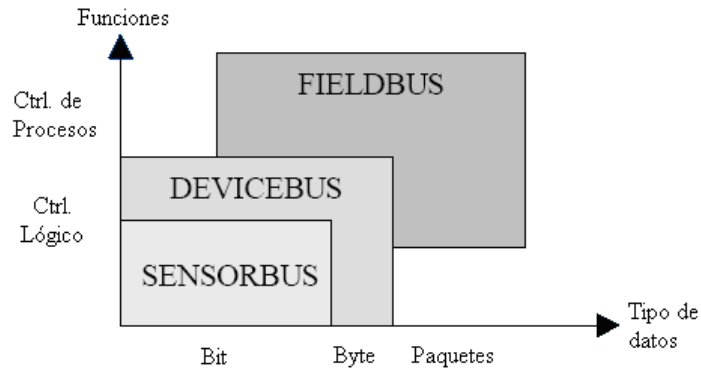 Funciones
FIELDBUS
Ctrl. de
Procesos
DEVICEBUS
Ctrl.
Lógico
SENSORBUS
Tipo de
datos
Bit
Byte
Paquetes